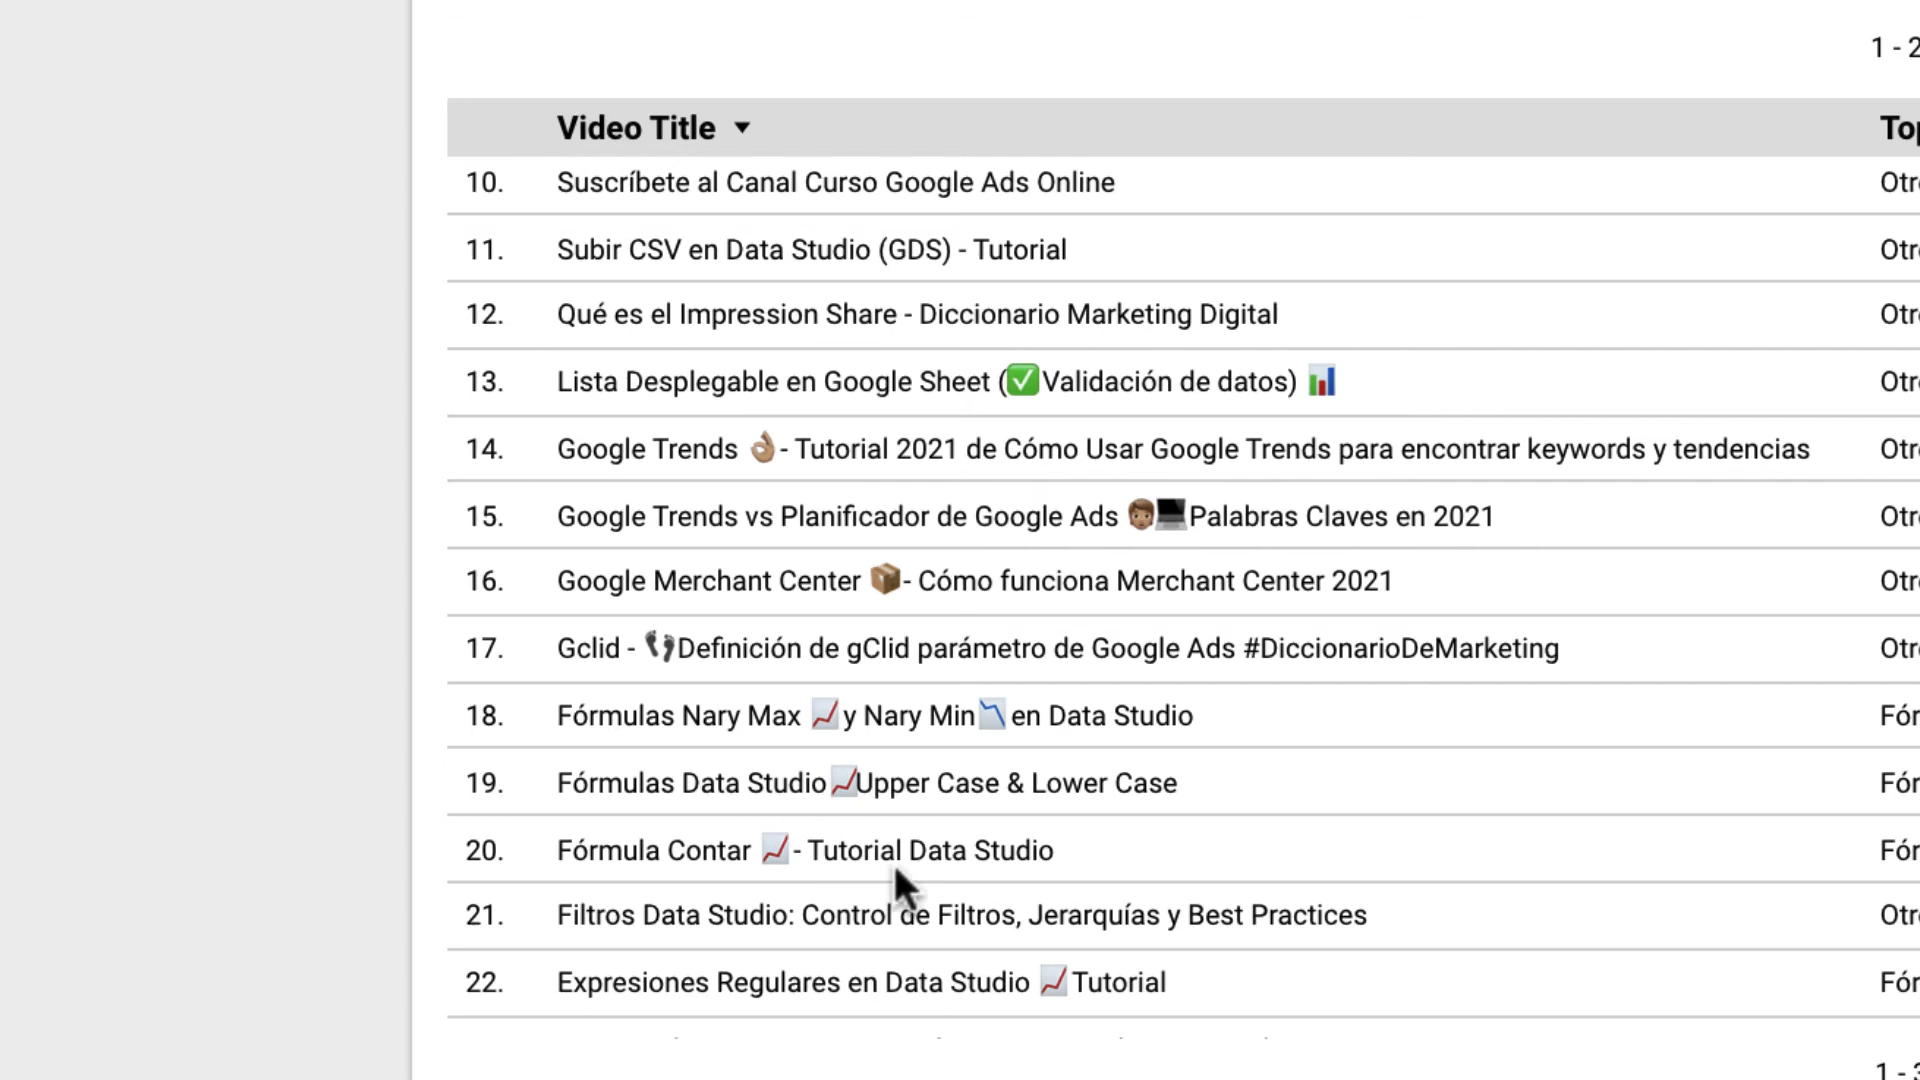 1 - 2
Video Title
10. Suscríbete al Canal Curso Google Ads Online
11. Subir CSV en Data Studio (GDS) - Tutorial
12. Qué es el Impression Share - Diccionario Marketing Digital
13. Lista Desplegable en Google Sheet (✅Validación de datos) 📊
14. Google Trends 👌🏽- Tutorial 2021 de Cómo Usar Google Trends para encontrar keywords y tendencias
15. Google Trends vs Planificador de Google Ads 🧑🏽‍💻Palabras Claves en 2021
16. Google Merchant Center 📦- Cómo funciona Merchant Center 2021
17. Gclid - 👣Definición de gClid parámetro de Google Ads #DiccionarioDeMarketing
18. Fórmulas Nary Max 📈y Nary Min📉en Data Studio Fór
19. Fórmulas Data Studio📈Upper Case & Lower Case Fór
20. Fórmula Contar 📈- Tutorial Data Studio Fór
21. Filtros Data Studio: Control de Filtros, Jerarquías y Best Practices
22. Expresiones Regulares en Data Studio 📈Tutorial Fór